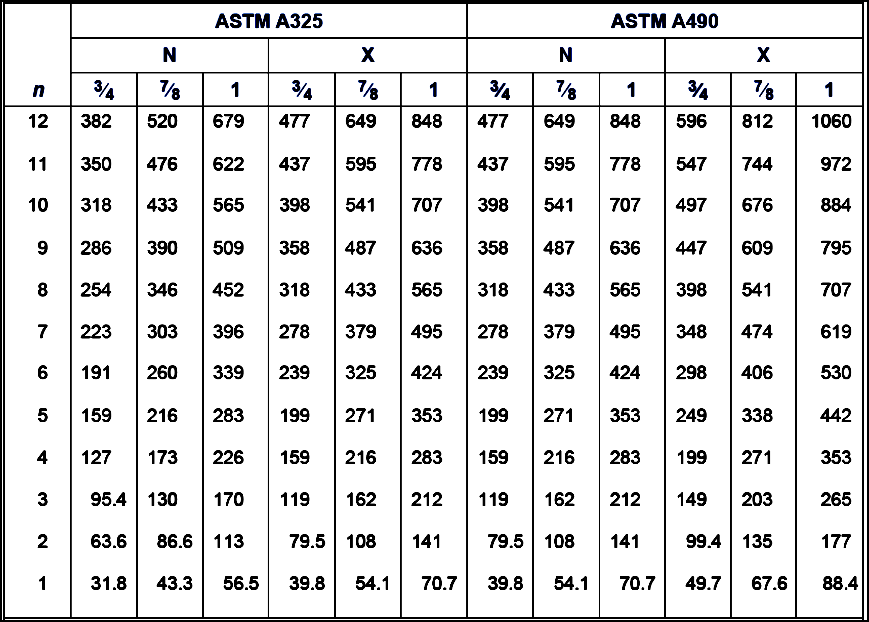 ASTM A325 ASTM A490
N X N X
n ¾ ⅞ 1 ¾ ⅞ 1 ¾ ⅞ 1 ¾ ⅞ 1
12 382 520 679 477 649 848 477 649 848 596 812 1060
11 350 476 622 437 595 778 437 595 778 547 744 972
10 318 433 565 398 541 707 398 541 707 497 676 884
9 286 390 509 358 487 636 358 487 636 447 609 795
8 254 346 452 318 433 565 318 433 565 398 541 707
7 223 303 396 278 379 495 278 379 495 348 474 619
6 191 260 339 239 325 424 239 325 424 298 406 530
5 159 216 283 199 271 353 199 271 353 249 338 442
4 127 173 226 159 216 283 159 216 283 199 271 353
3 95.4 130 170 119 162 212 119 162 212 149 203 265
2 63.6 86.6 113 79.5 108 141 79.5 108 141 99.4 135 177
1 31.8 43.3 56.5 39.8 54.1 70.7 39.8 54.1 70.7 49.7 67.6 88.4